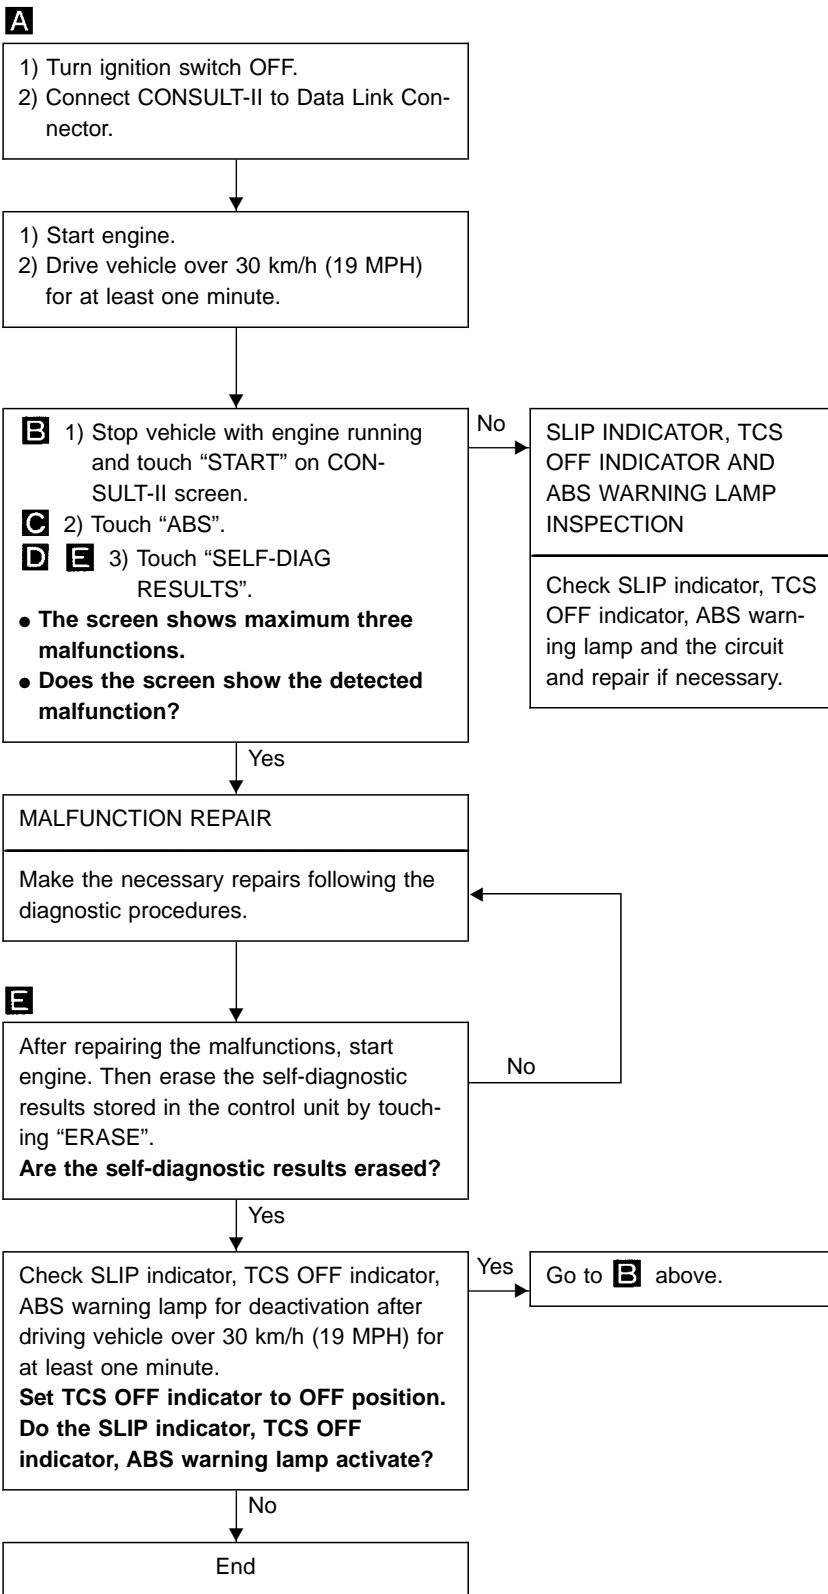 A
1) Turn ignition switch OFF.
2) Connect CONSULT-II to Data Link Con-
nector.
1) Start engine.
2) Drive vehicle over 30 km/h (19 MPH)
for at least one minute.
B 1) Stop vehicle with engine running
and touch “START” on CON-
SULT-II screen.
C 2) Touch “ABS”.
D E 3) Touch “SELF-DIAG
RESULTS”.
● The screen shows maximum three
malfunctions.
● Does the screen show the detected
malfunction?
No
SLIP INDICATOR, TCS
OFF INDICATOR AND
ABS WARNING LAMP
INSPECTION
Check SLIP indicator, TCS
OFF indicator, ABS warn-
ing lamp and the circuit
and repair if necessary.
Yes
MALFUNCTION REPAIR
Make the necessary repairs following the
diagnostic procedures.
E
After repairing the malfunctions, start
engine. Then erase the self-diagnostic
results stored in the control unit by touch-
ing “ERASE”.
Are the self-diagnostic results erased?
No
Yes
Check SLIP indicator, TCS OFF indicator,
ABS warning lamp for deactivation after
driving vehicle over 30 km/h (19 MPH) for
at least one minute.
Set TCS OFF indicator to OFF position.
Do the SLIP indicator, TCS OFF
indicator, ABS warning lamp activate?
Yes
Go to B above.
No
End